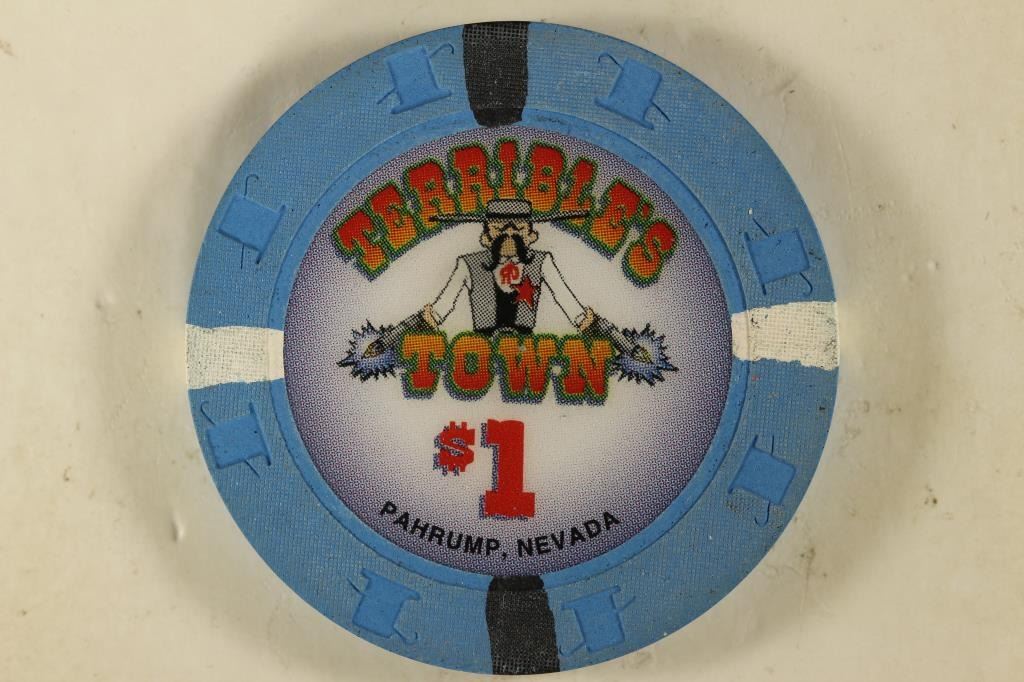 TERRIBLE'S
TOWN
$1
PAHRUMP, NEVADA